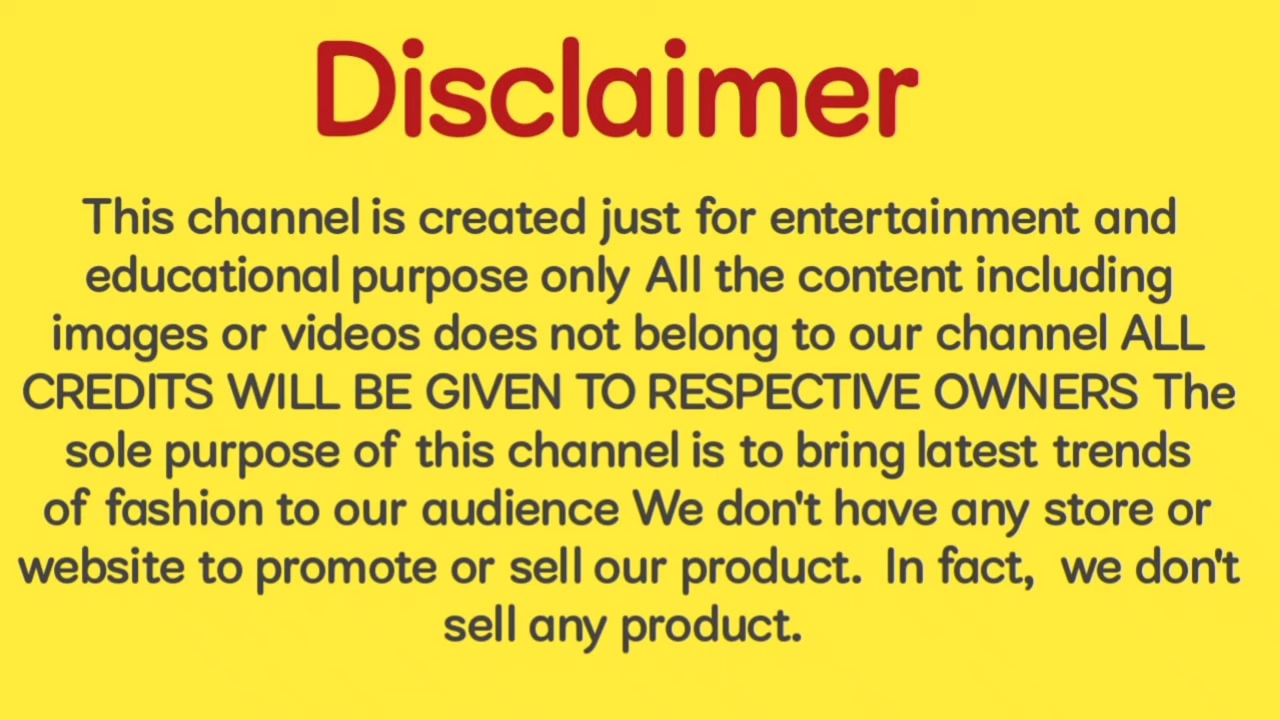 Disclaimer
This channel is created just for entertainment and
educational purpose only All the content including
images or videos does not belong to our channel ALL
CREDITS WILL BE GIVEN TO RESPECTIVE OWNERS The
sole purpose of this channel is to bring latest trends
of fashion to our audience We don't have any store or
website to promote or sell our product. In fact, we don't
sell any product.